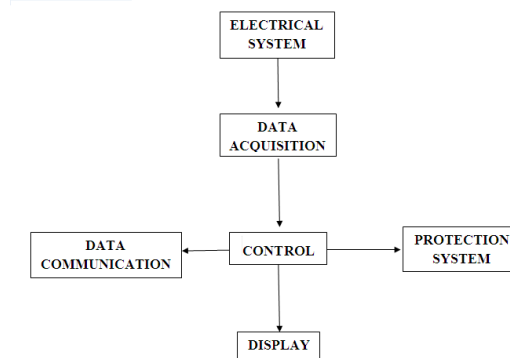 ELECTRICAL
SYSTEM
DATA
ACQUISITION
DATA
COMMUNICATION
CONTROL
PROTECTION
SYSTEM
DISPLAY